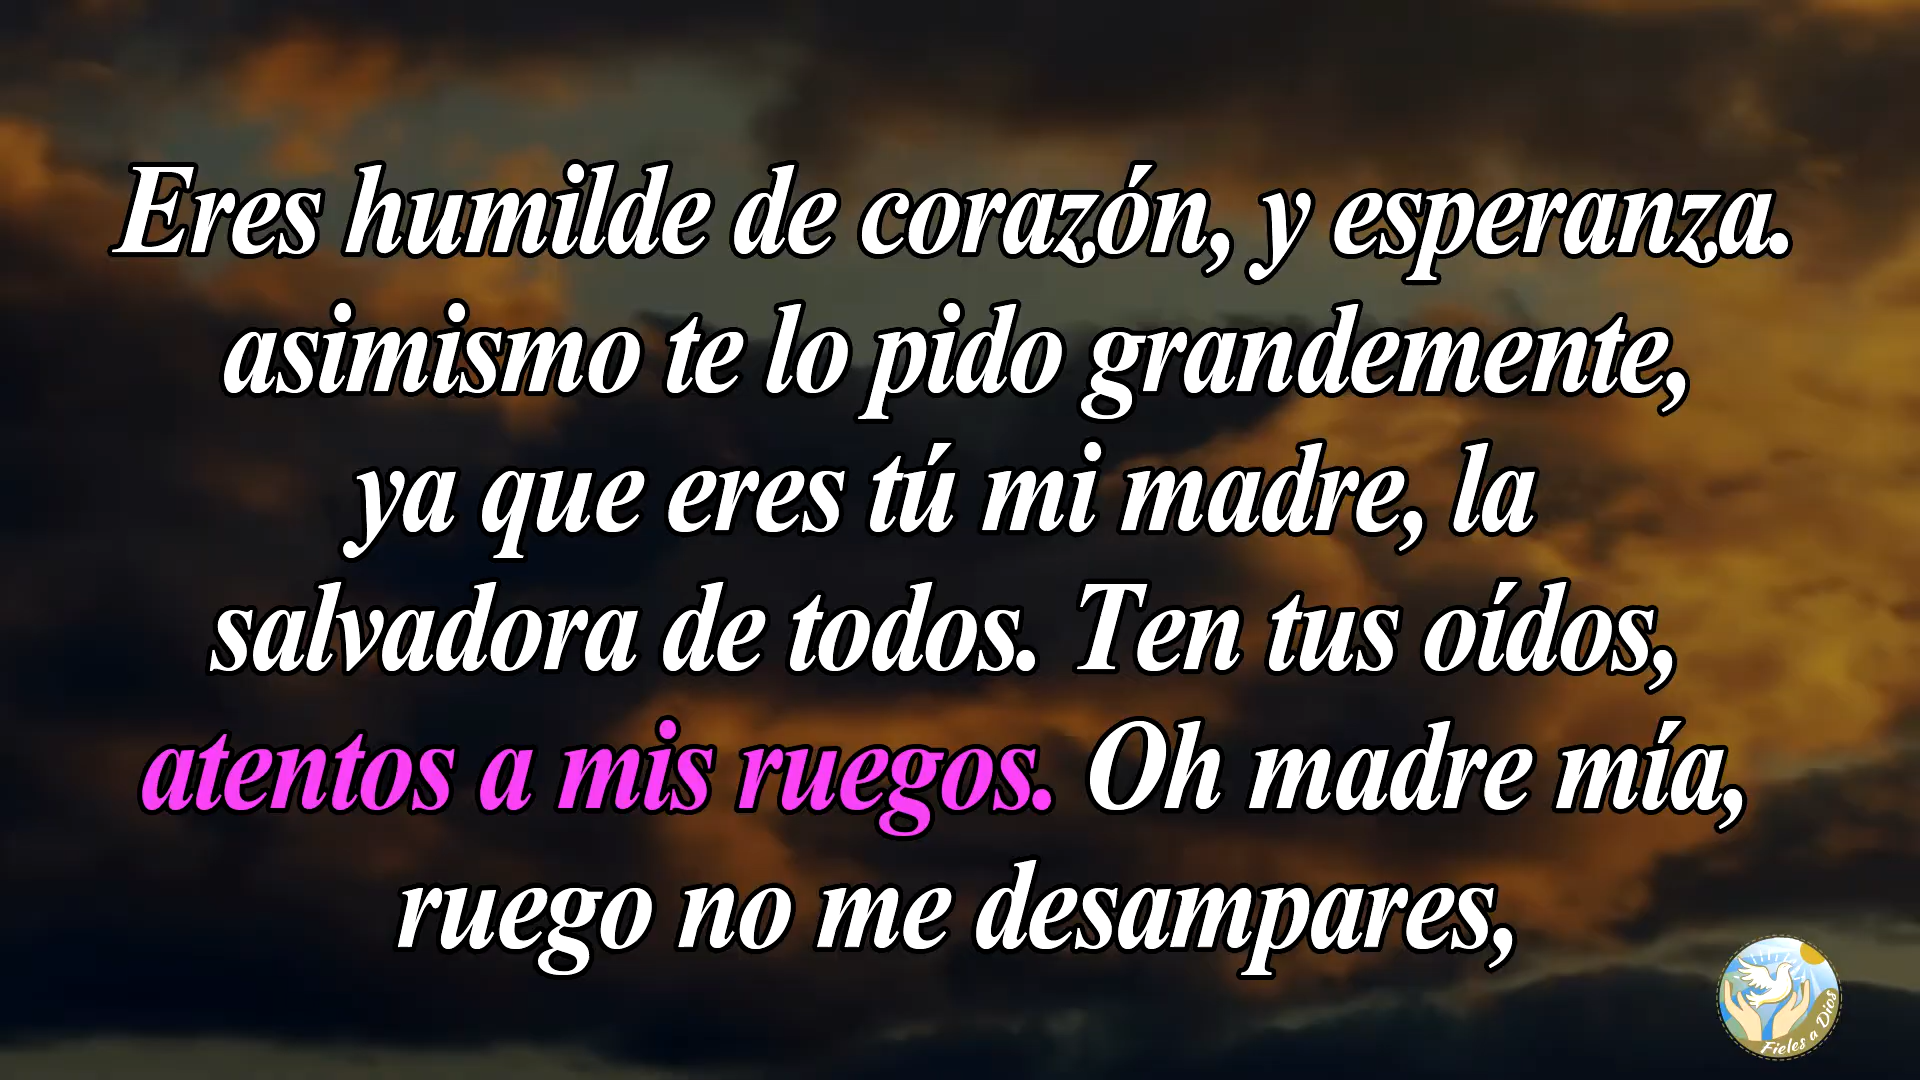 Eres humilde de corazón, y esperanza.
asimismo te lo pido grandemente,
ya que eres tú mi madre, la
salvadora de todos. Ten tus oídos,
atentos a mis ruegos. Oh madre mía,
ruego no me desampares,
Fieles a Dios